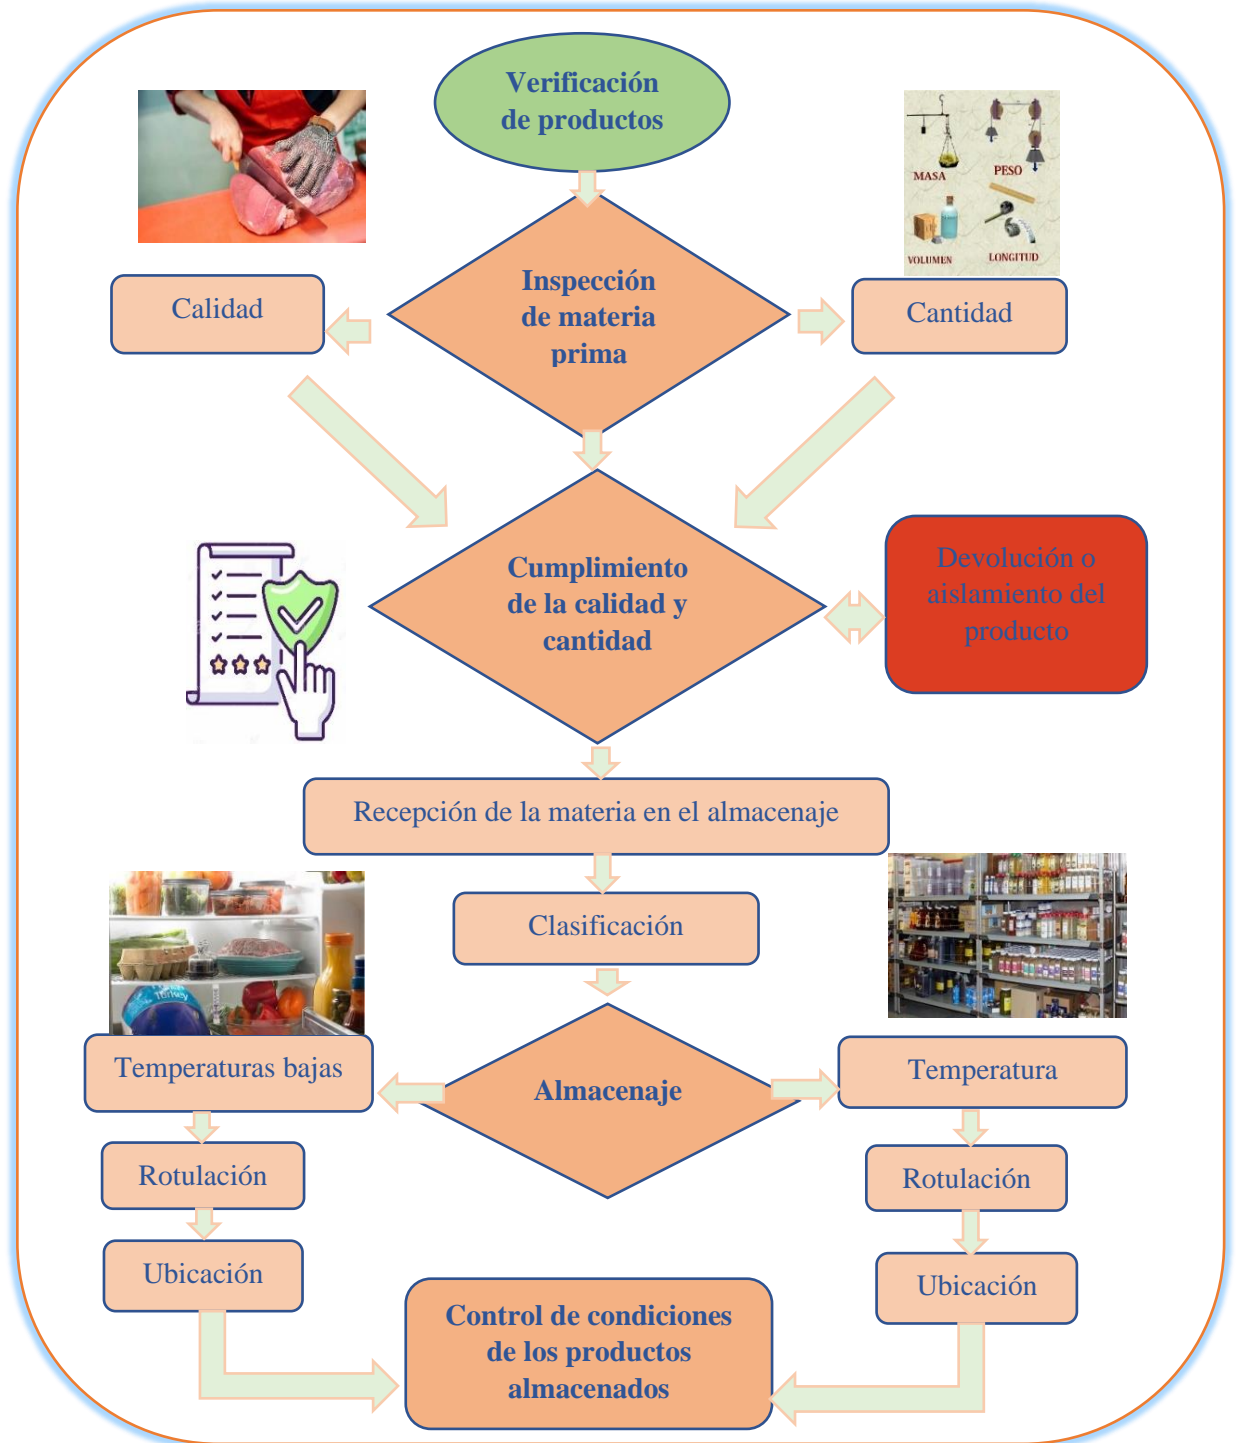 Verificación
de productos
MASA
PESO
VOLUMEN
LONGITUD
Inspección
de materia
prima
Calidad
Cantidad
Cumplimiento
de la calidad y
cantidad
Devolución o
aislamiento del
producto
Recepción de la materia en el almacenaje
Clasificación
Turkey
Temperaturas bajas
Almacenaje
Temperatura
Rotulación
Rotulación
Ubicación
Ubicación
Control de condiciones
de los productos
almacenados